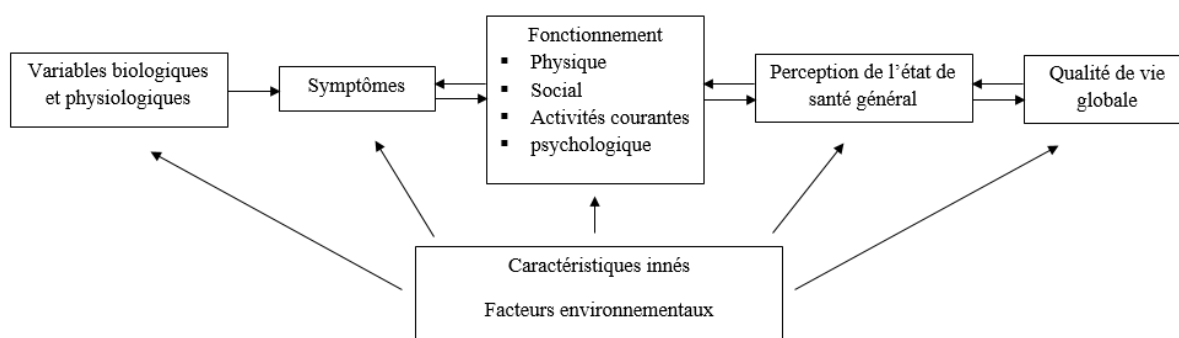 Variables biologiques
et physiologiques
Symptômes
Fonctionnement
▪ Physique
▪ Social
▪ Activités courantes
▪ psychologique
Perception de l'état de
santé général
Qualité de vie
globale
Caractéristiques innés
Facteurs environmentaux